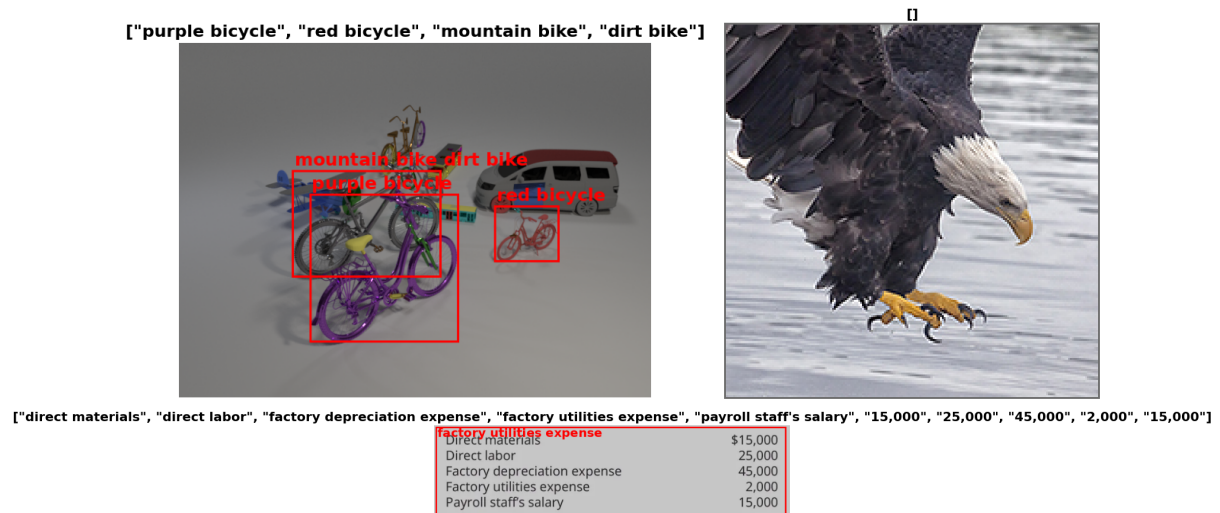 ["purple bicycle", "red bicycle", "mountain bike", "dirt bike"]
[]
mountain bike dirt bike
purple bicycle
red bicycle
["direct materials", "direct labor", "factory depreciation expense", "factory utilities expense", "payroll staff's salary", "15,000", "25,000", "45,000", "2,000", "15,000"]
factory utilities expense
Direct materials $15,000
Direct labor 25,000
Factory depreciation expense 45,000
Factory utilities expense 2,000
Payroll staff's salary 15,000